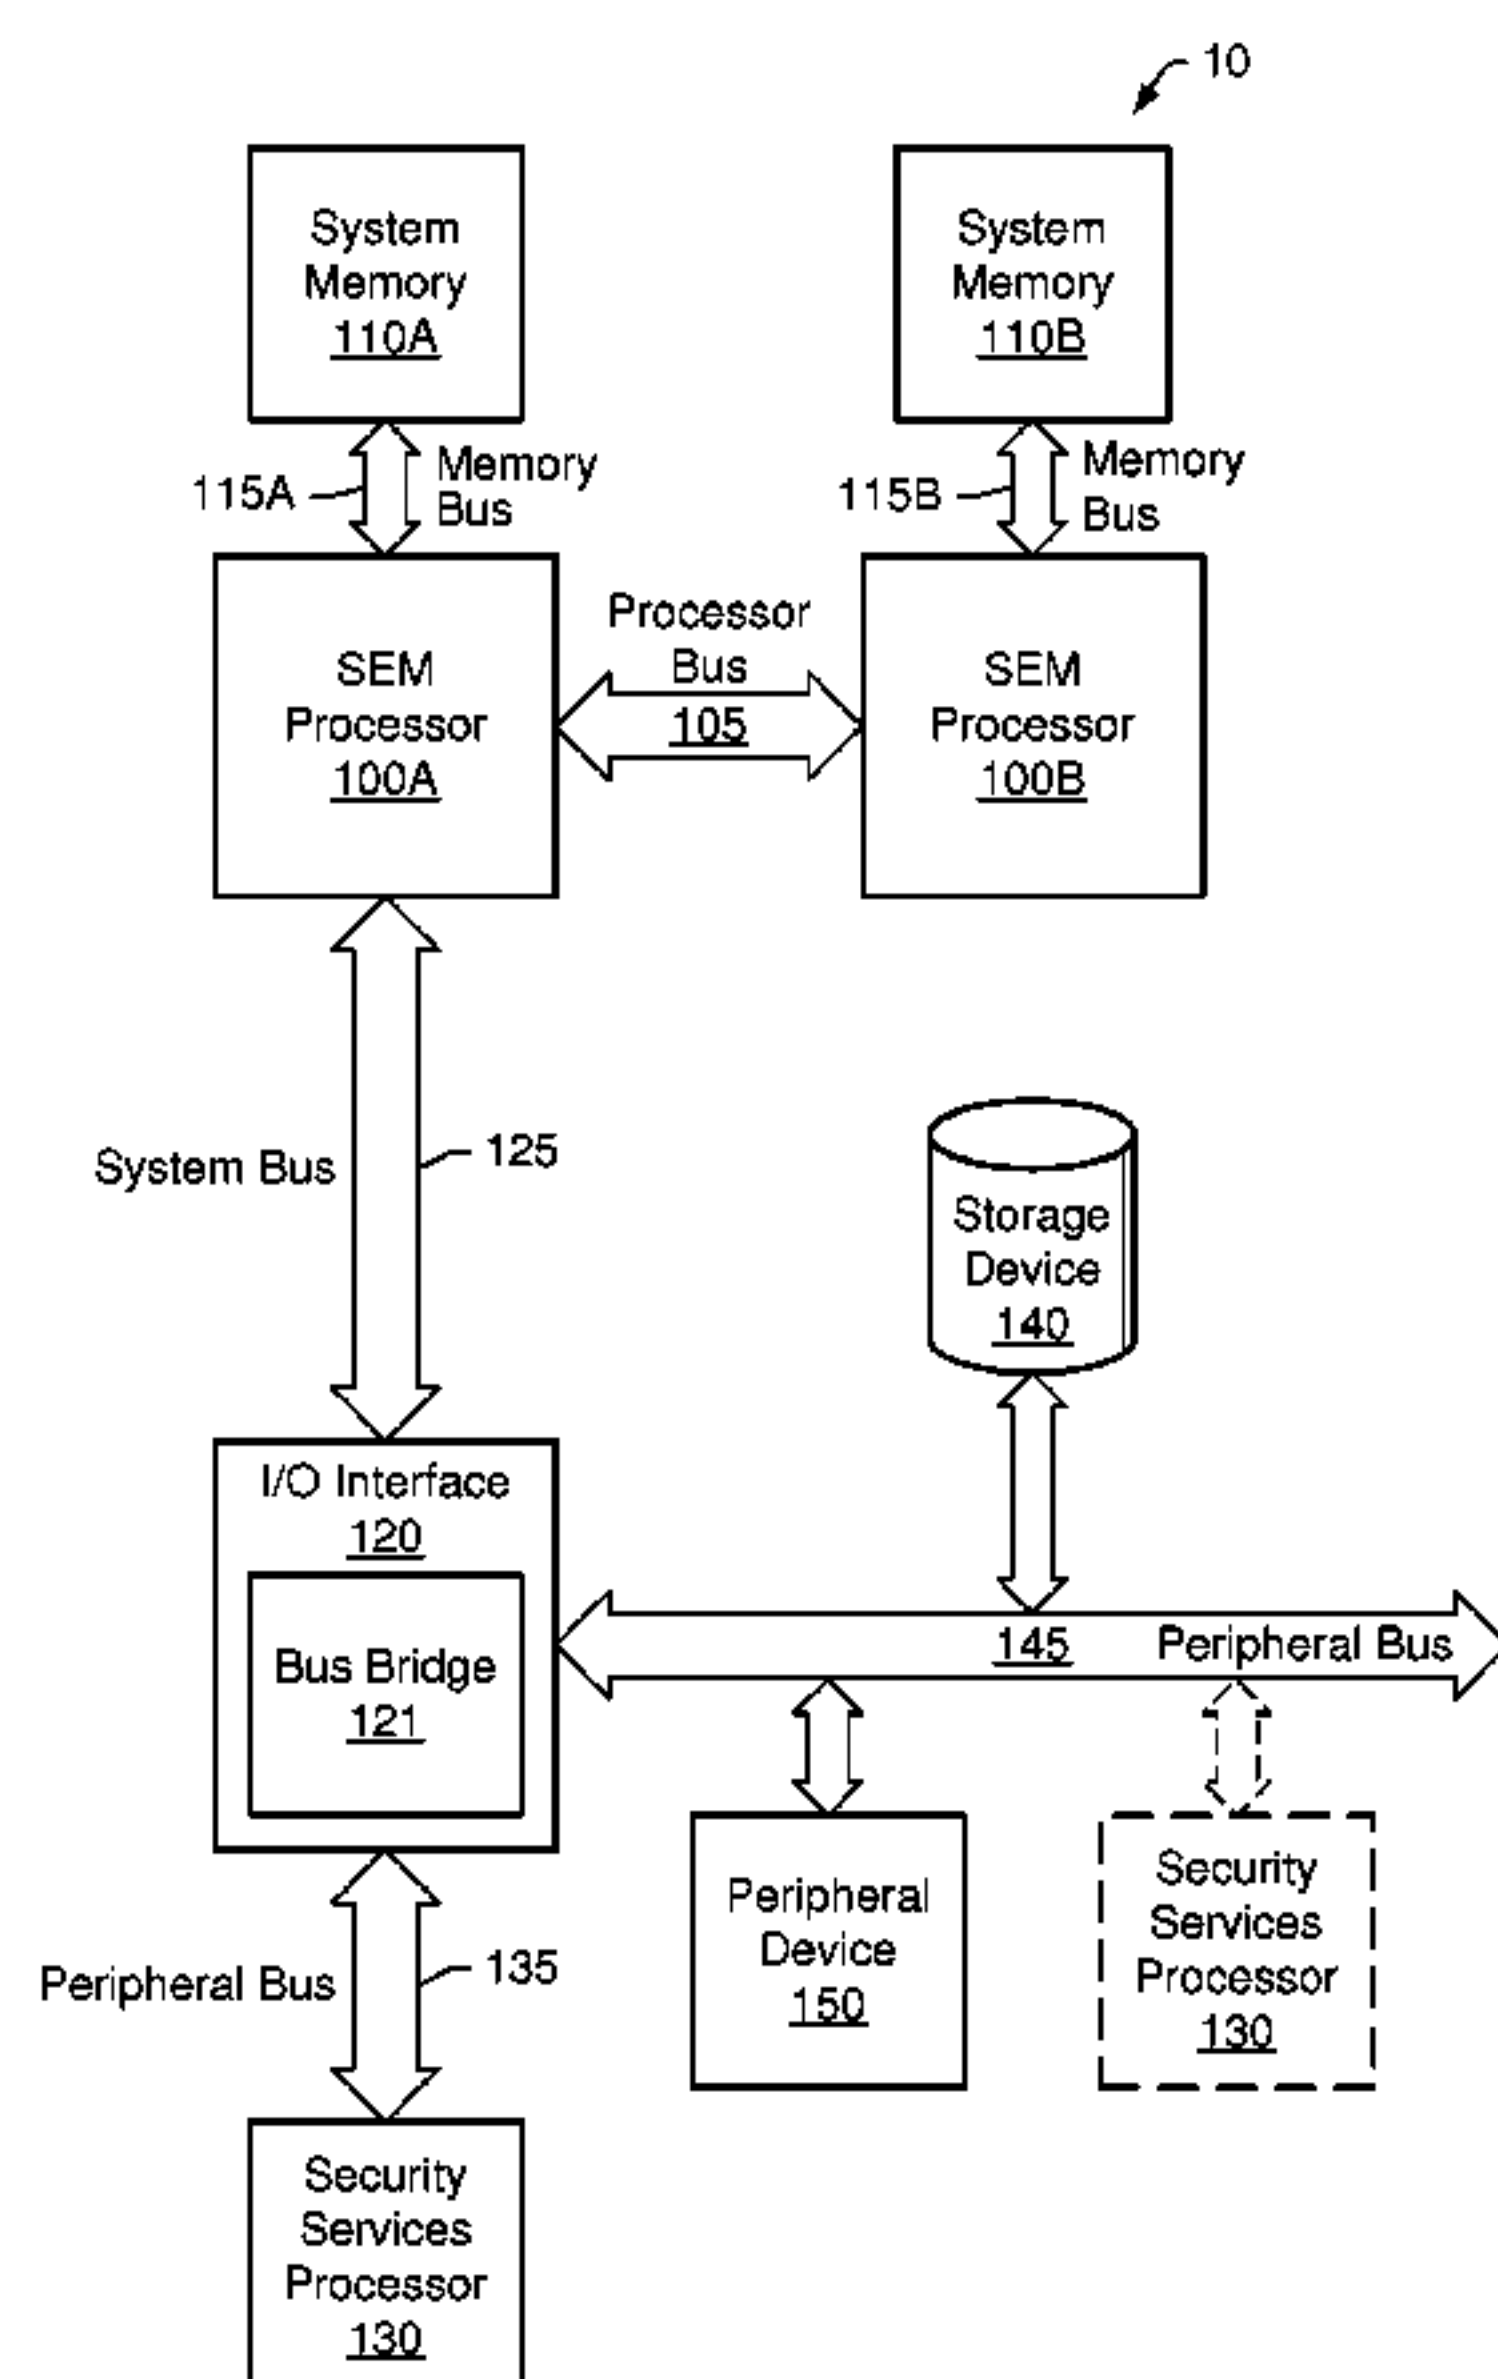 10
System
Memory
110A
System
Memory
110B
115A
Memory
Bus
115B
Memory
Bus
SEM
Processor
100A
Processor
Bus
105
SEM
Processor
100B
System Bus
125
Storage
Device
140
I/O Interface
120
Bus Bridge
121
145
Peripheral Bus
Peripheral Bus
135
Peripheral
Device
150
Security
Services
Processor
130
Security
Services
Processor
130